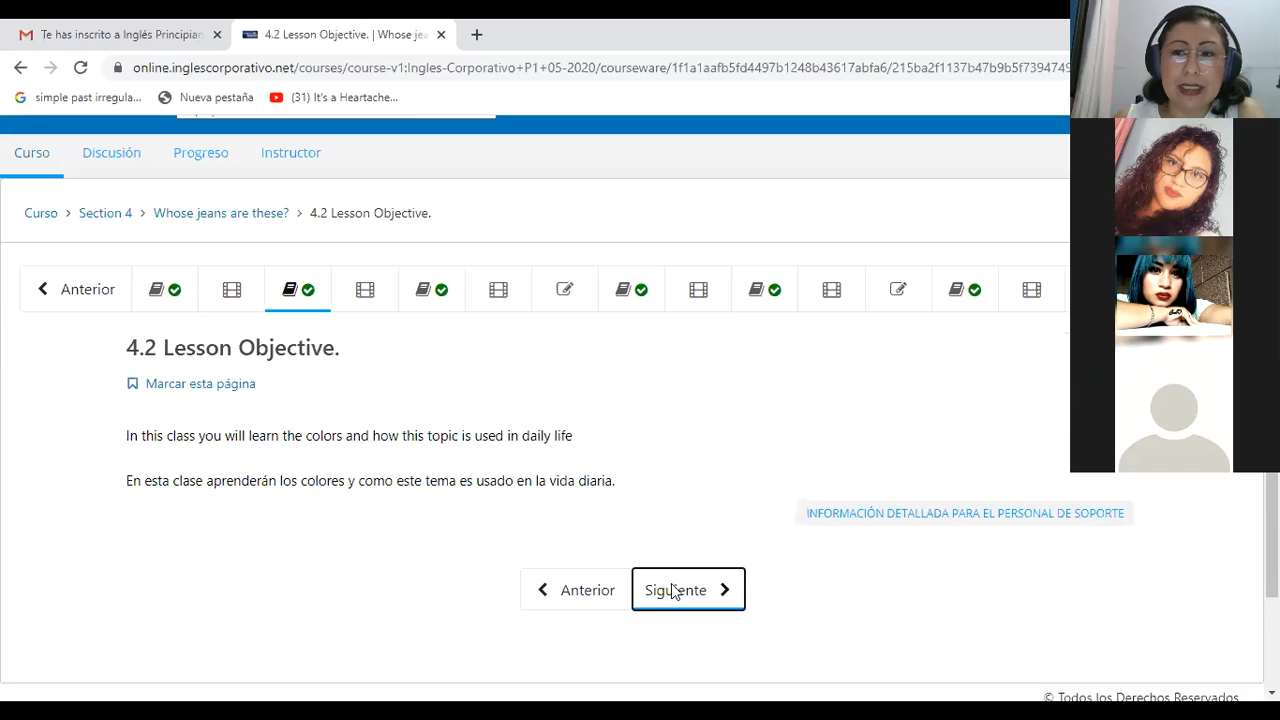 Te has inscrito a Inglés Principian
4.2 Lesson Objective. | Whose jea
online.inglescorporativo.net/courses/course-v1:Ingles-Corporativo+P1+05-2020/courseware/1f1a1aafb5fd4497b1248b43617abfa6/215ba2f1137b47b9b5f7394749
simple past irregula...
Nueva pestaña
(31) It's a Heartache...
Curso
Discusión
Progreso
Instructor
Curso > Section 4 > Whose jeans are these? > 4.2 Lesson Objective.
Anterior
4.2 Lesson Objective.
Marcar esta página
In this class you will learn the colors and how this topic is used in daily life
En esta clase aprenderán los colores y como este tema es usado en la vida diaria.
INFORMACIÓN DETALLADA PARA EL PERSONAL DE SOPORTE
Anterior
Siguiente
© Todos los Derechos Reservados